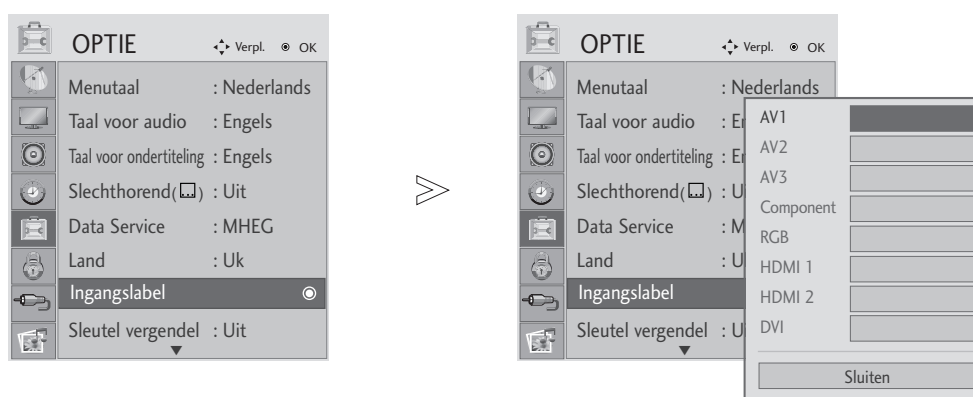 OPTIE Verpl. OK
Menutaal : Nederlands
Taal voor audio : Engels
Taal voor ondertiteling : Engels
Slechthorend( ) : Uit
Data Service : MHEG
Land : Uk
Ingangslabel
Sleutel vergendel : Uit
OPTIE Verpl. OK
Menutaal : Nederlands
Taal voor audio : En
Taal voor ondertiteling : En
Slechthorend( ) : U
Data Service : M
Land : U
Ingangslabel
Sleutel vergendel : U
AV1
AV2
AV3
Component
RGB
HDMI 1
HDMI 2
DVI
Sluiten